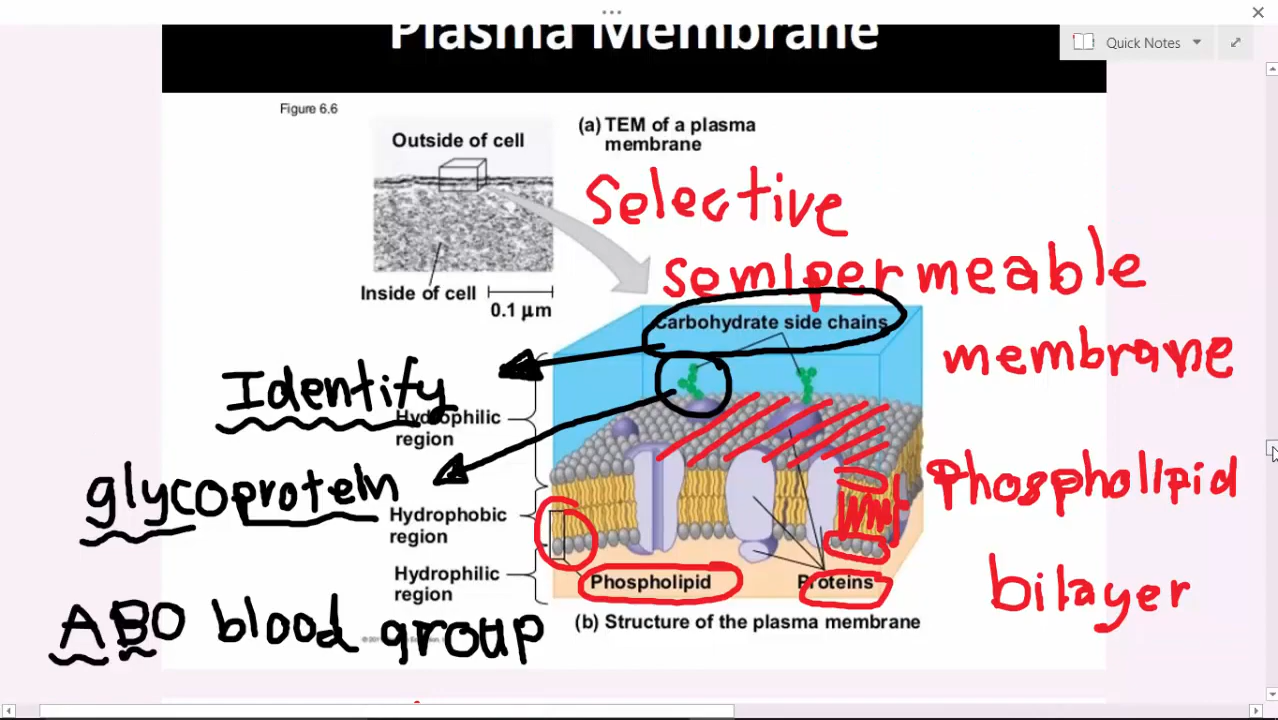 Plasma Membrane
Quick Notes
Figure 6.6
(a) TEM of a plasma
membrane
Outside of cell
Selective
semipermeable
Inside of cell
0.1 µm
Carbohydrate side chains
membrane
Identify
Hydrophilic
region
glycoprotein
Phospholipid
Hydrophobic
region
Hydrophilic
region
Phospholipid
Proteins
bilayer
ABO blood group
(b) Structure of the plasma membrane